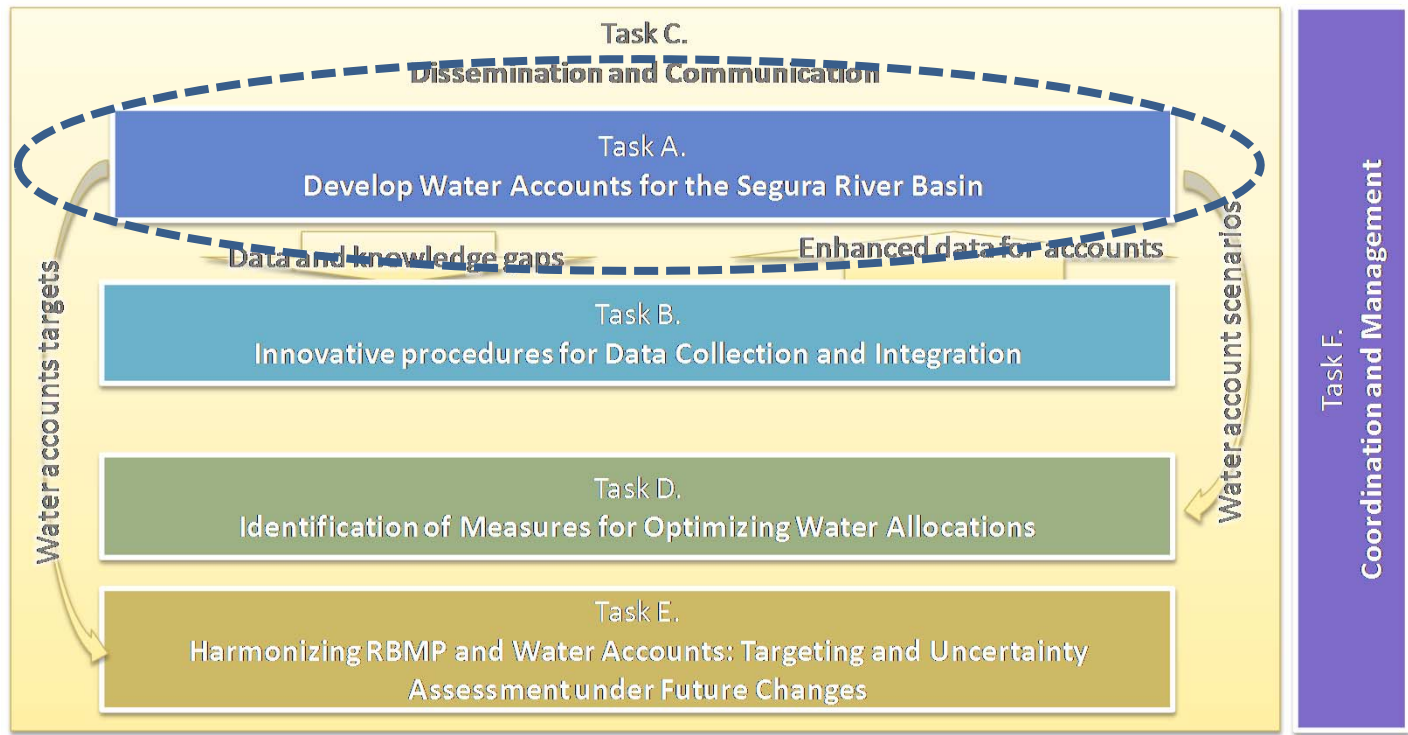 Task C.
Dissemination and Communication
Task A.
Develop Water Accounts for the Segura River Basin
Data and knowledge gaps
Enhanced data for accounts
Task B.
Innovative procedures for Data Collection and Integration
Task D.
Identification of Measures for Optimizing Water Allocations
Task E.
Harmonizing RBMP and Water Accounts: Targeting and Uncertainty
Assessment under Future Changes
Water accounts targets
Water account scenarios
Task F.
Coordination and Management